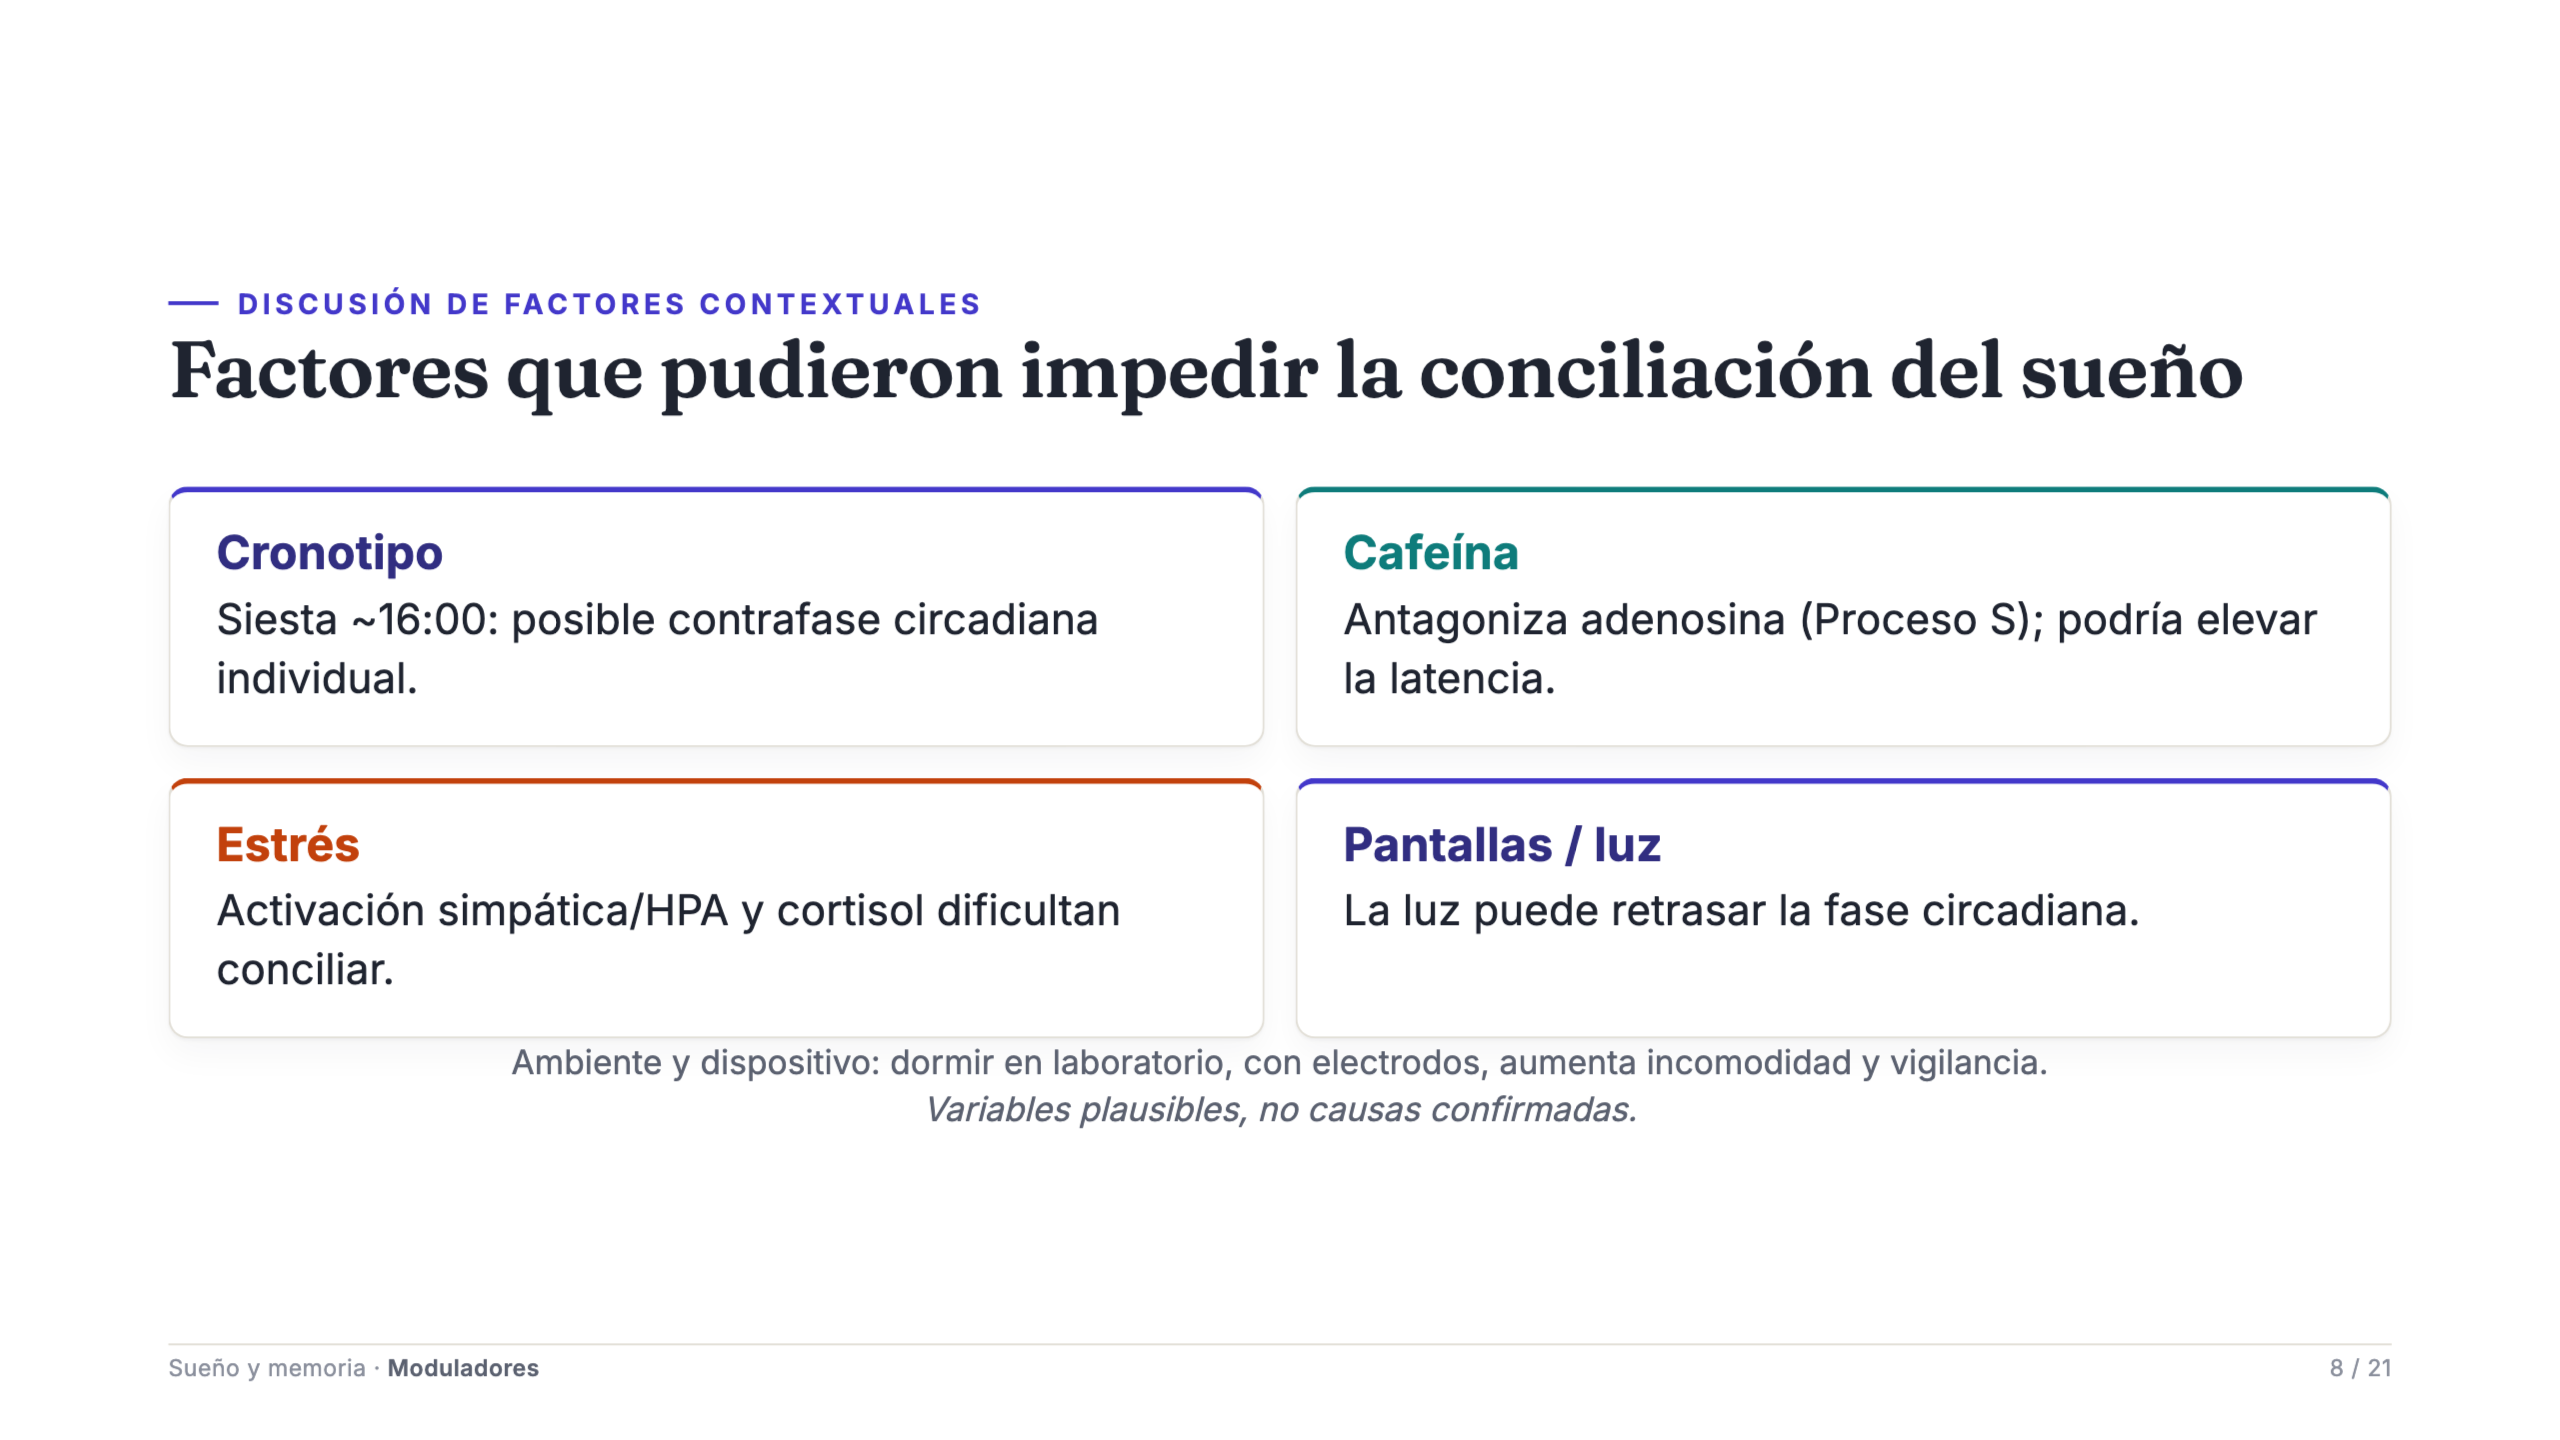 DISCUSIÓN DE FACTORES CONTEXTUALES
Factores que pudieron impedir la conciliación del sueño
Cronotipo
Siesta ~16:00: posible contrafase circadiana
individual.
Cafeína
Antagoniza adenosina (Proceso S); podría elevar
la latencia.
Estrés
Activación simpática/HPA y cortisol dificultan
conciliar.
Pantallas / luz
La luz puede retrasar la fase circadiana.
Ambiente y dispositivo: dormir en laboratorio, con electrodos, aumenta incomodidad y vigilancia.
Variables plausibles, no causas confirmadas.
Sueño y memoria · Moduladores
8 / 21